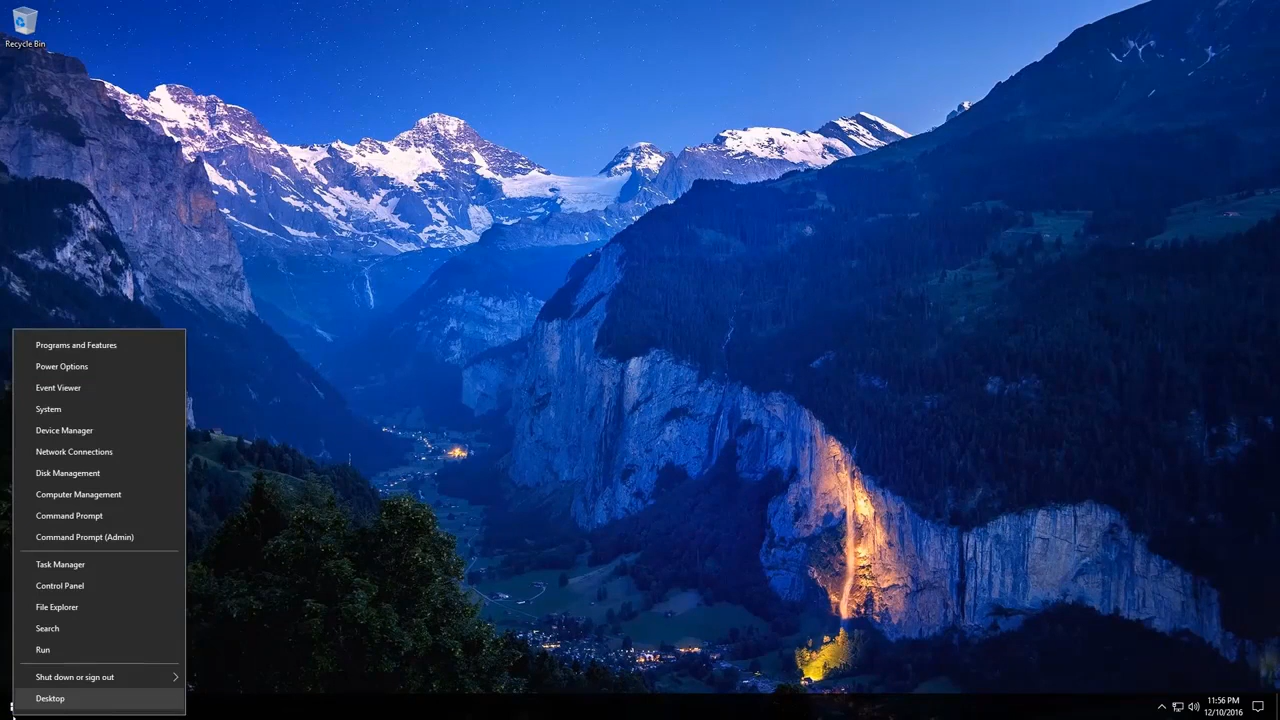 Recycle Bin
Programs and Features
Power Options
Event Viewer
System
Device Manager
Network Connections
Disk Management
Computer Management
Command Prompt
Command Prompt (Admin)
Task Manager
Control Panel
File Explorer
Search
Run
Shut down or sign out
Desktop
11:56 PM
12/10/2016